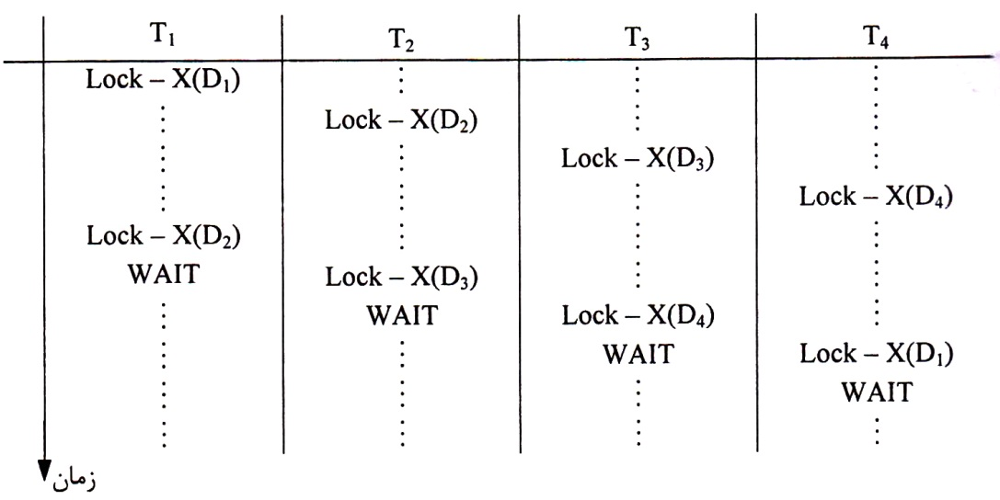 T₁ T₂ T₃ T₄
Lock – X(D₁)
Lock – X(D₂)
Lock – X(D₃)
Lock – X(D₄)
Lock – X(D₂)
WAIT
Lock – X(D₃)
WAIT
Lock – X(D₄)
WAIT
Lock – X(D₁)
WAIT
زمان